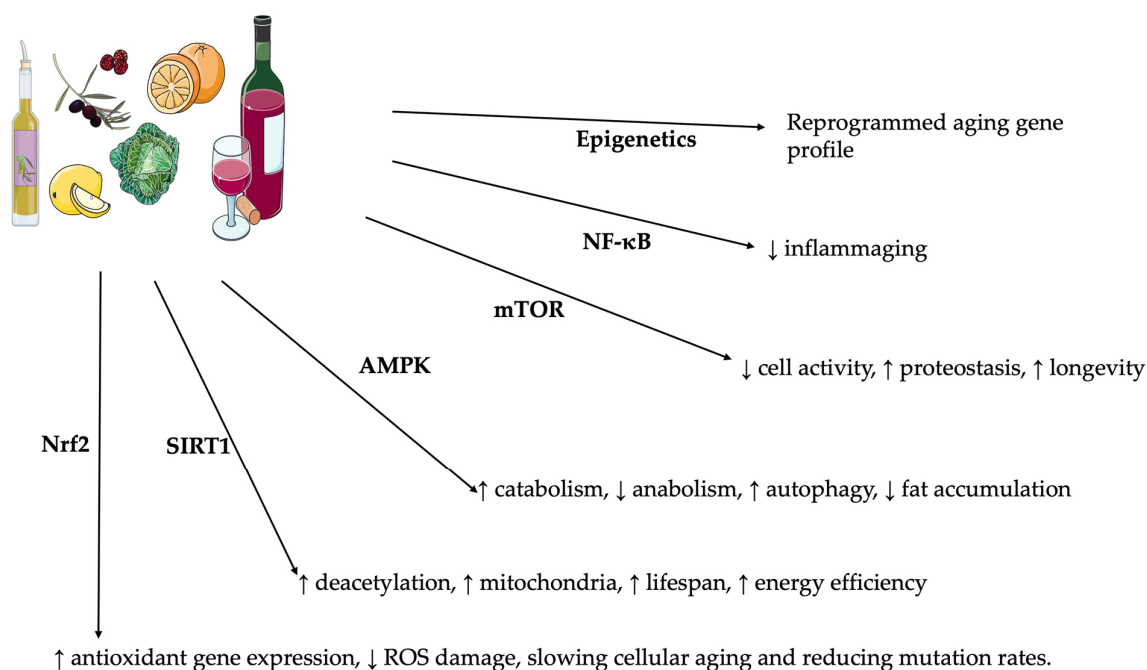 Epigenetics
Reprogrammed aging gene
profile
NF-κB
↓ inflammaging
mTOR
↓ cell activity, ↑ proteostasis, ↑ longevity
AMPK
↑ catabolism, ↓ anabolism, ↑ autophagy, ↓ fat accumulation
SIRT1
↑ deacetylation, ↑ mitochondria, ↑ lifespan, ↑ energy efficiency
Nrf2
↑ antioxidant gene expression, ↓ ROS damage, slowing cellular aging and reducing mutation rates.